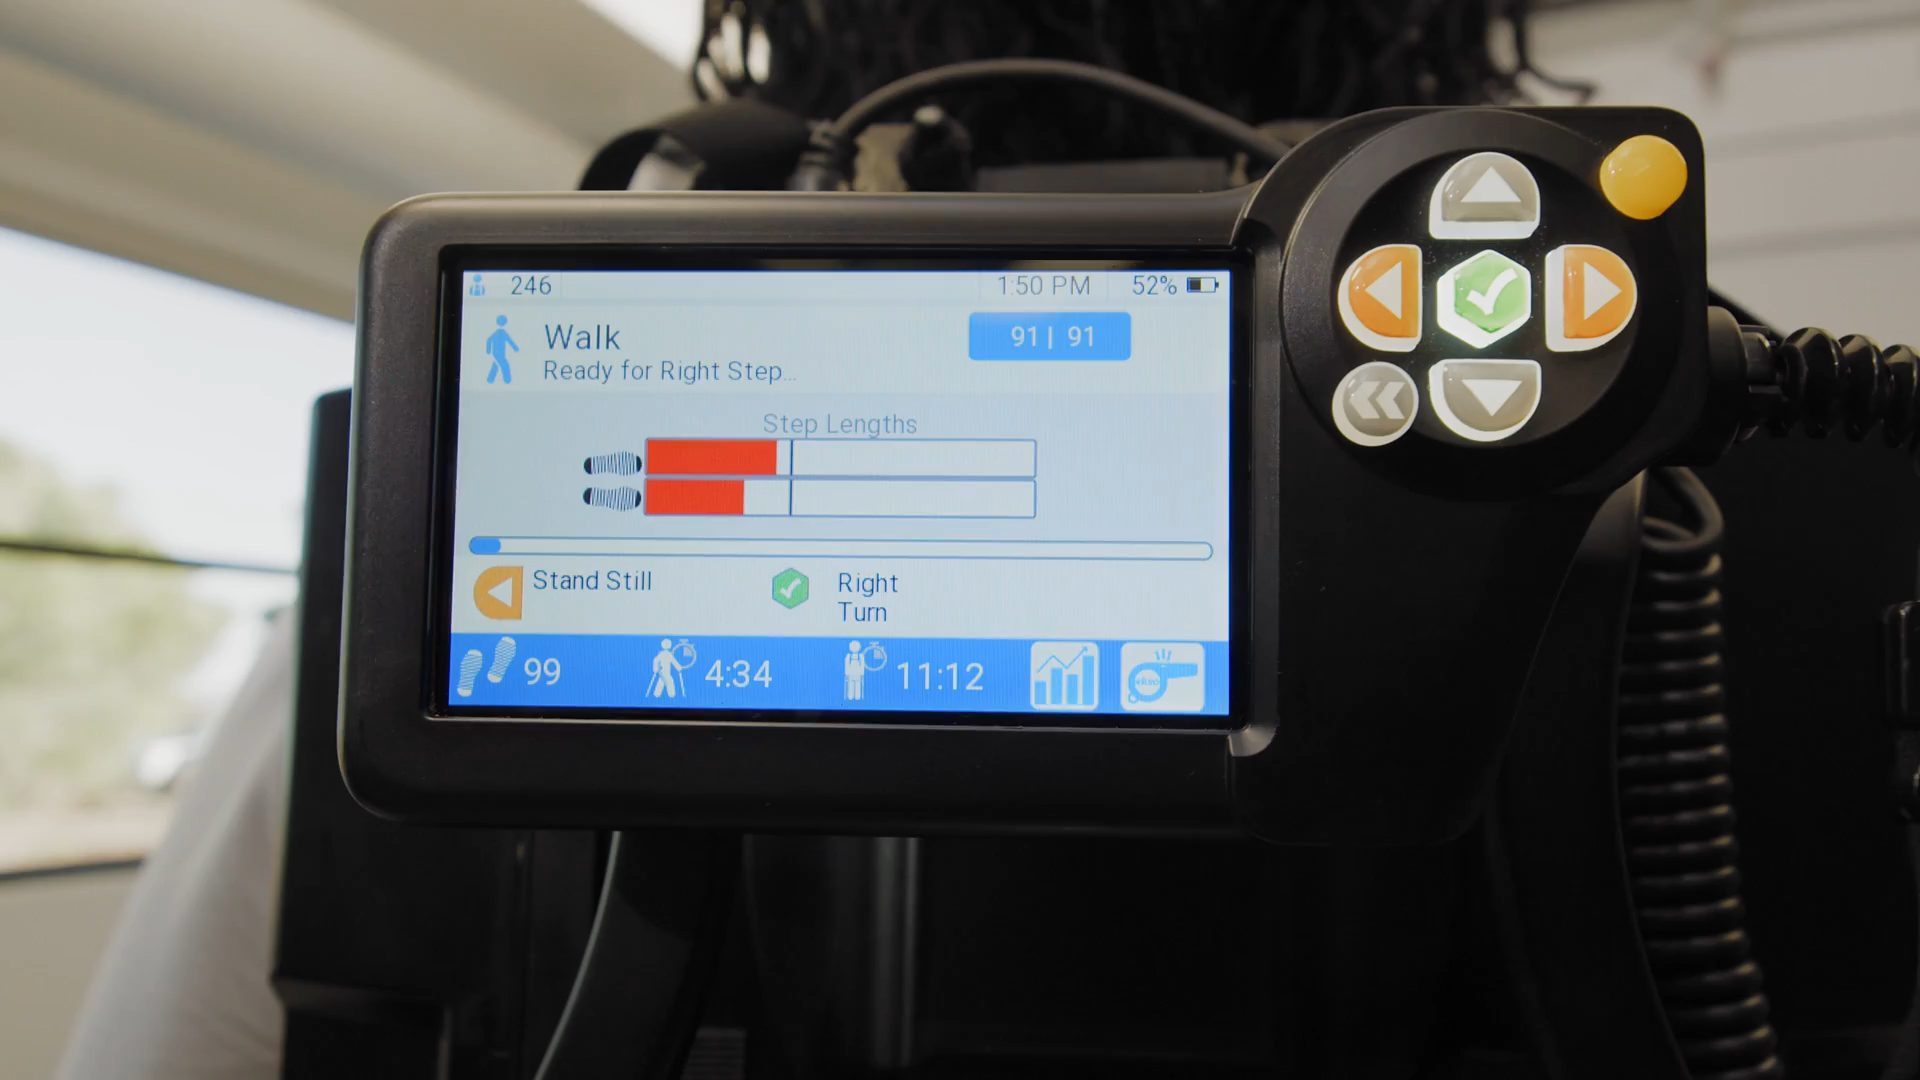 246
1:50 PM
52%
Walk
91 | 91
Ready for Right Step...
Step Lengths
Stand Still
Right
Turn
99
4:34
11:12